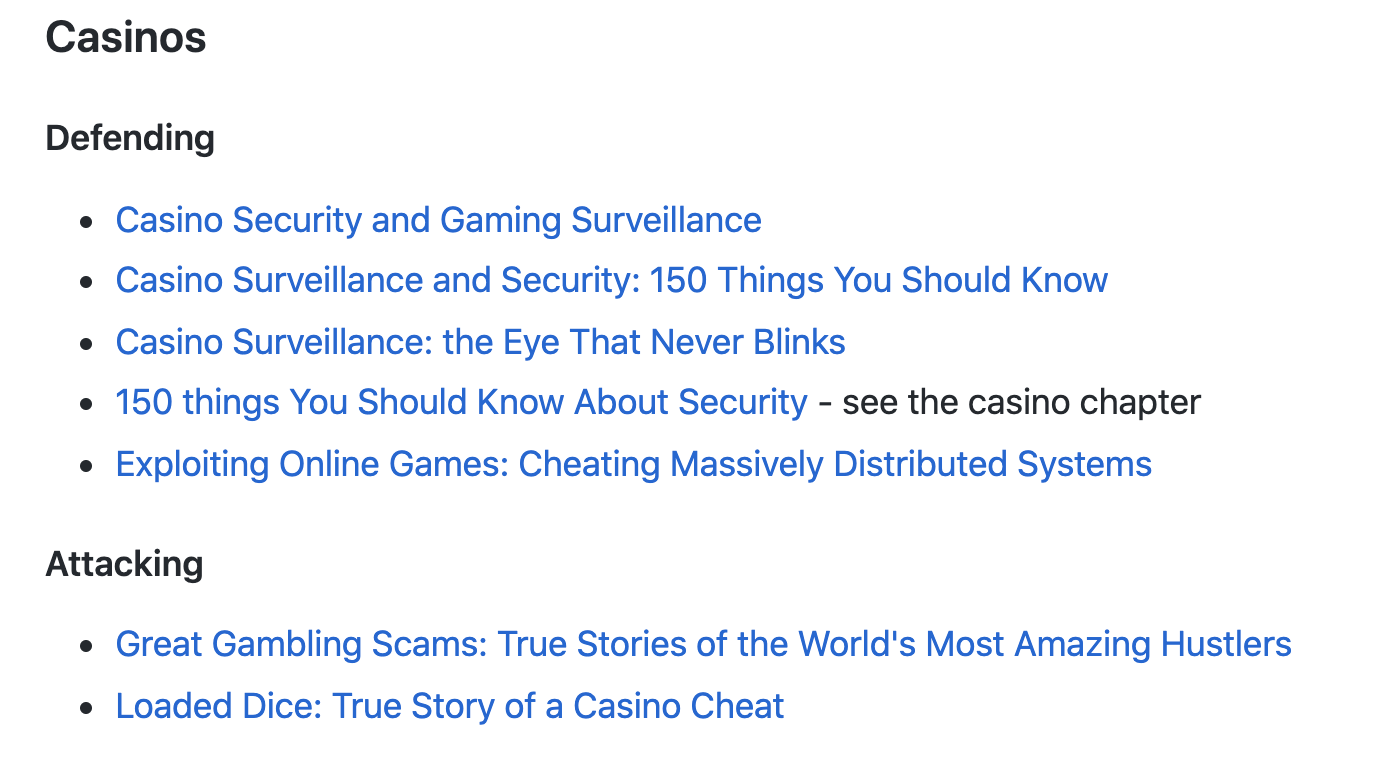 Casinos
Defending
Casino Security and Gaming Surveillance
Casino Surveillance and Security: 150 Things You Should Know
Casino Surveillance: the Eye That Never Blinks
150 things You Should Know About Security - see the casino chapter
Exploiting Online Games: Cheating Massively Distributed Systems
Attacking
Great Gambling Scams: True Stories of the World's Most Amazing Hustlers
Loaded Dice: True Story of a Casino Cheat